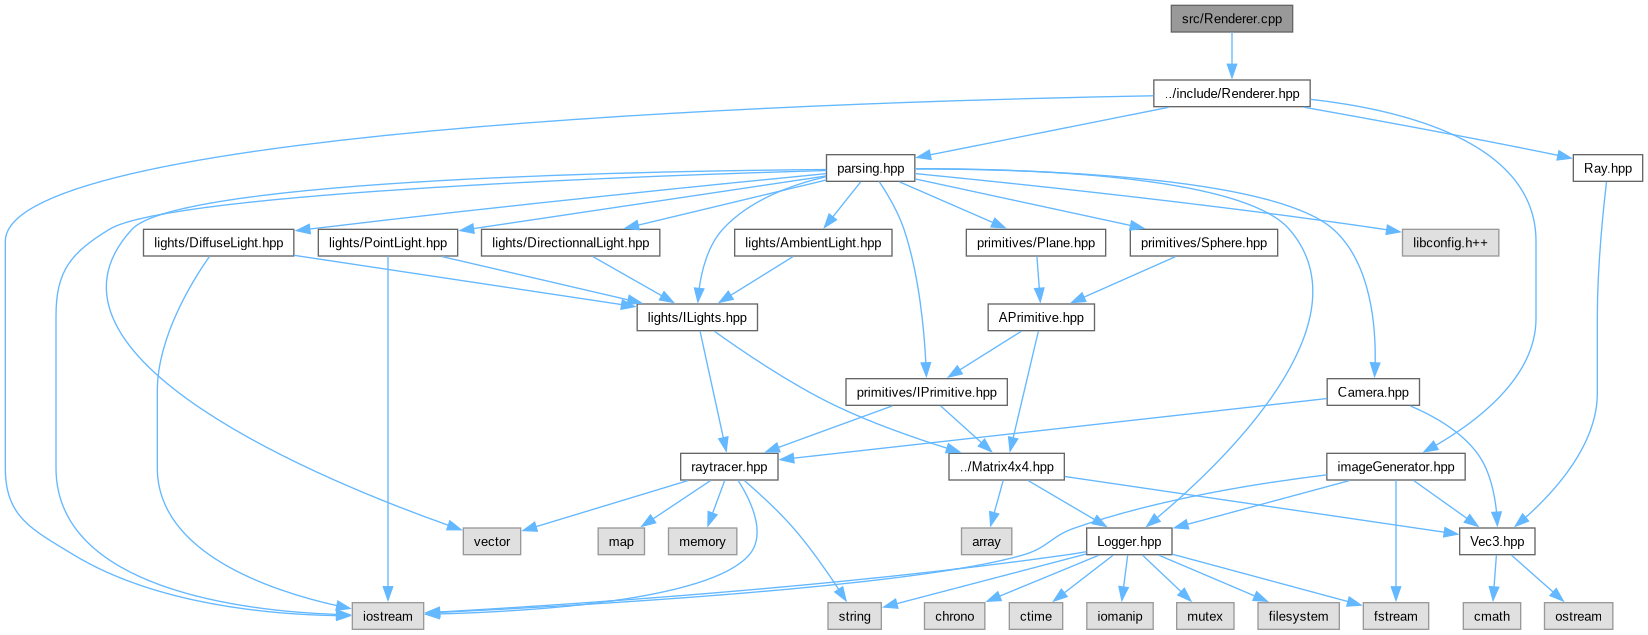 src/Renderer.cpp
../include/Renderer.hpp
parsing.hpp
Ray.hpp
lights/DiffuseLight.hpp
lights/PointLight.hpp
lights/DirectionnalLight.hpp
lights/AmbientLight.hpp
primitives/Plane.hpp
primitives/Sphere.hpp
libconfig.h++
lights/ILights.hpp
APrimitive.hpp
primitives/IPrimitive.hpp
Camera.hpp
raytracer.hpp
../Matrix4x4.hpp
imageGenerator.hpp
vector
map
memory
array
Logger.hpp
Vec3.hpp
iostream
string
chrono
ctime
iomanip
mutex
filesystem
fstream
cmath
ostream